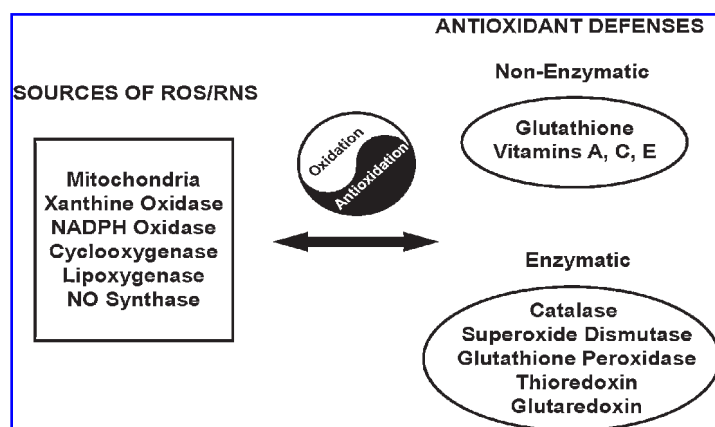 SOURCES OF ROS/RNS
Mitochondria
Xanthine Oxidase
NADPH Oxidase
Cyclooxygenase
Lipoxygenase
NO Synthase
Oxidation
Antioxidation
ANTIOXIDANT DEFENSES
Non-Enzymatic
Glutathione
Vitamins A, C, E
Enzymatic
Catalase
Superoxide Dismutase
Glutathione Peroxidase
Thioredoxin
Glutaredoxin